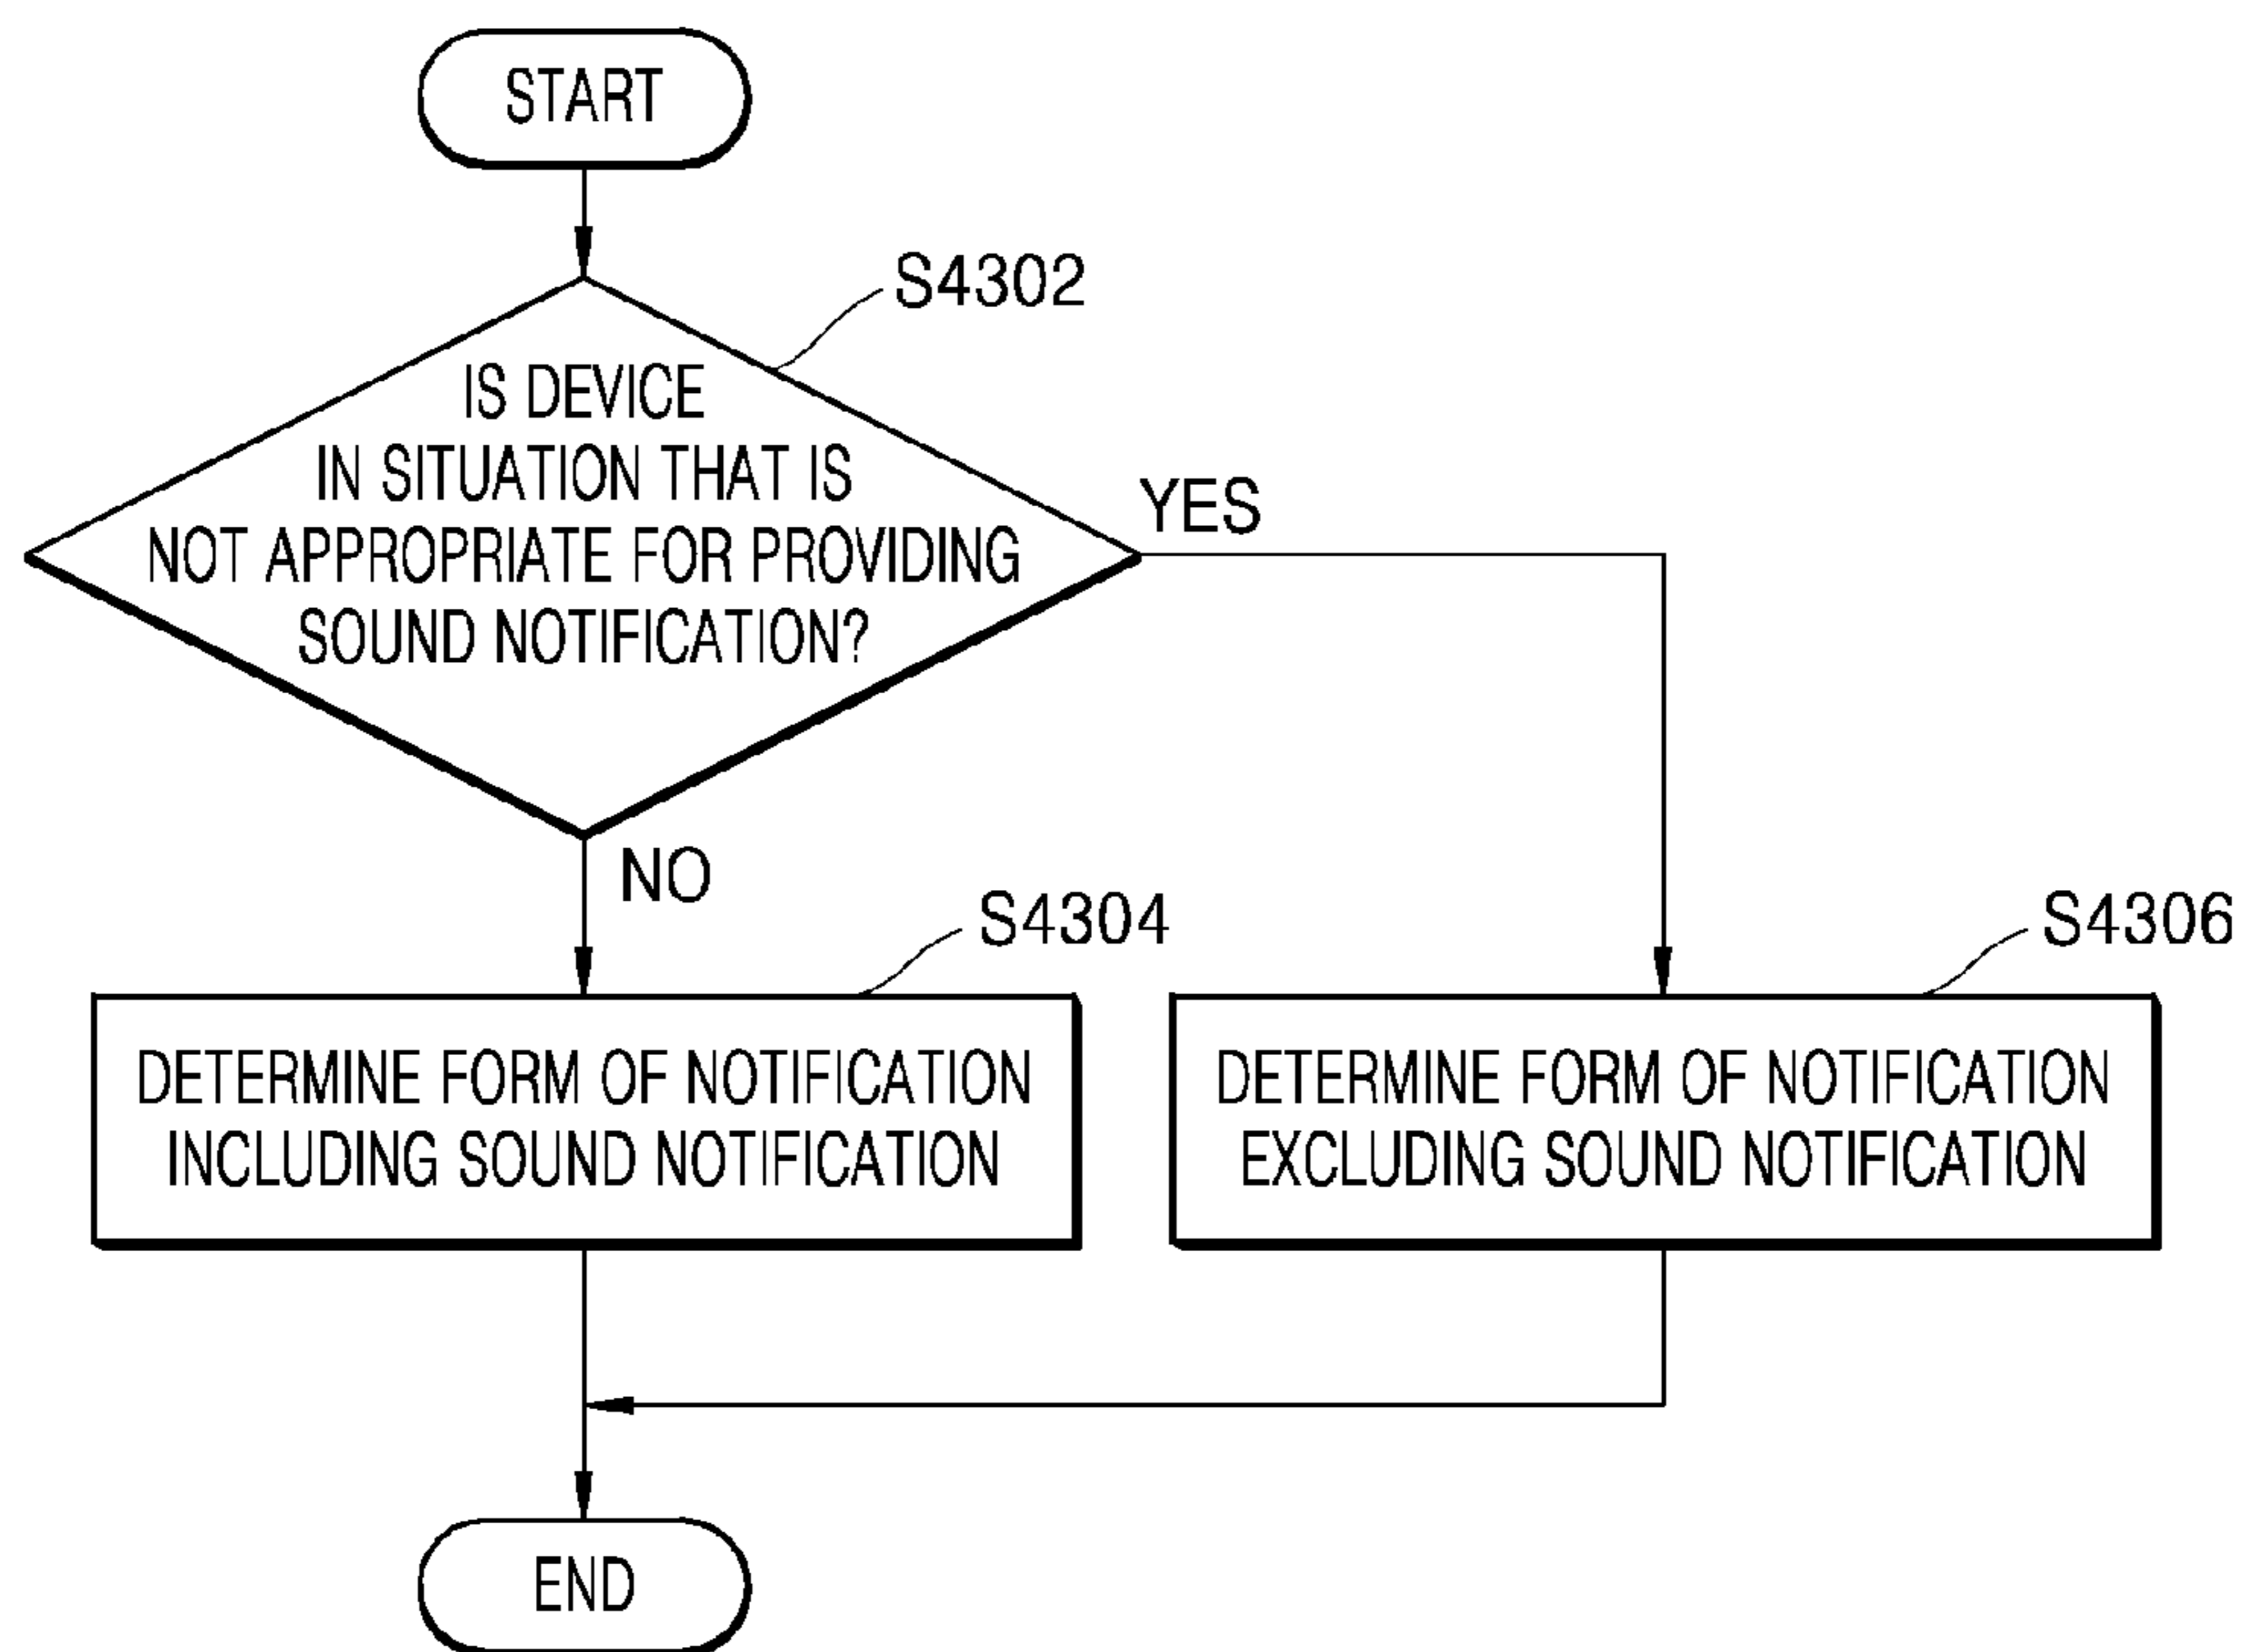 START
S4302
IS DEVICE
IN SITUATION THAT IS
NOT APPROPRIATE FOR PROVIDING
SOUND NOTIFICATION?
YES
NO
S4304
DETERMINE FORM OF NOTIFICATION
INCLUDING SOUND NOTIFICATION
S4306
DETERMINE FORM OF NOTIFICATION
EXCLUDING SOUND NOTIFICATION
END